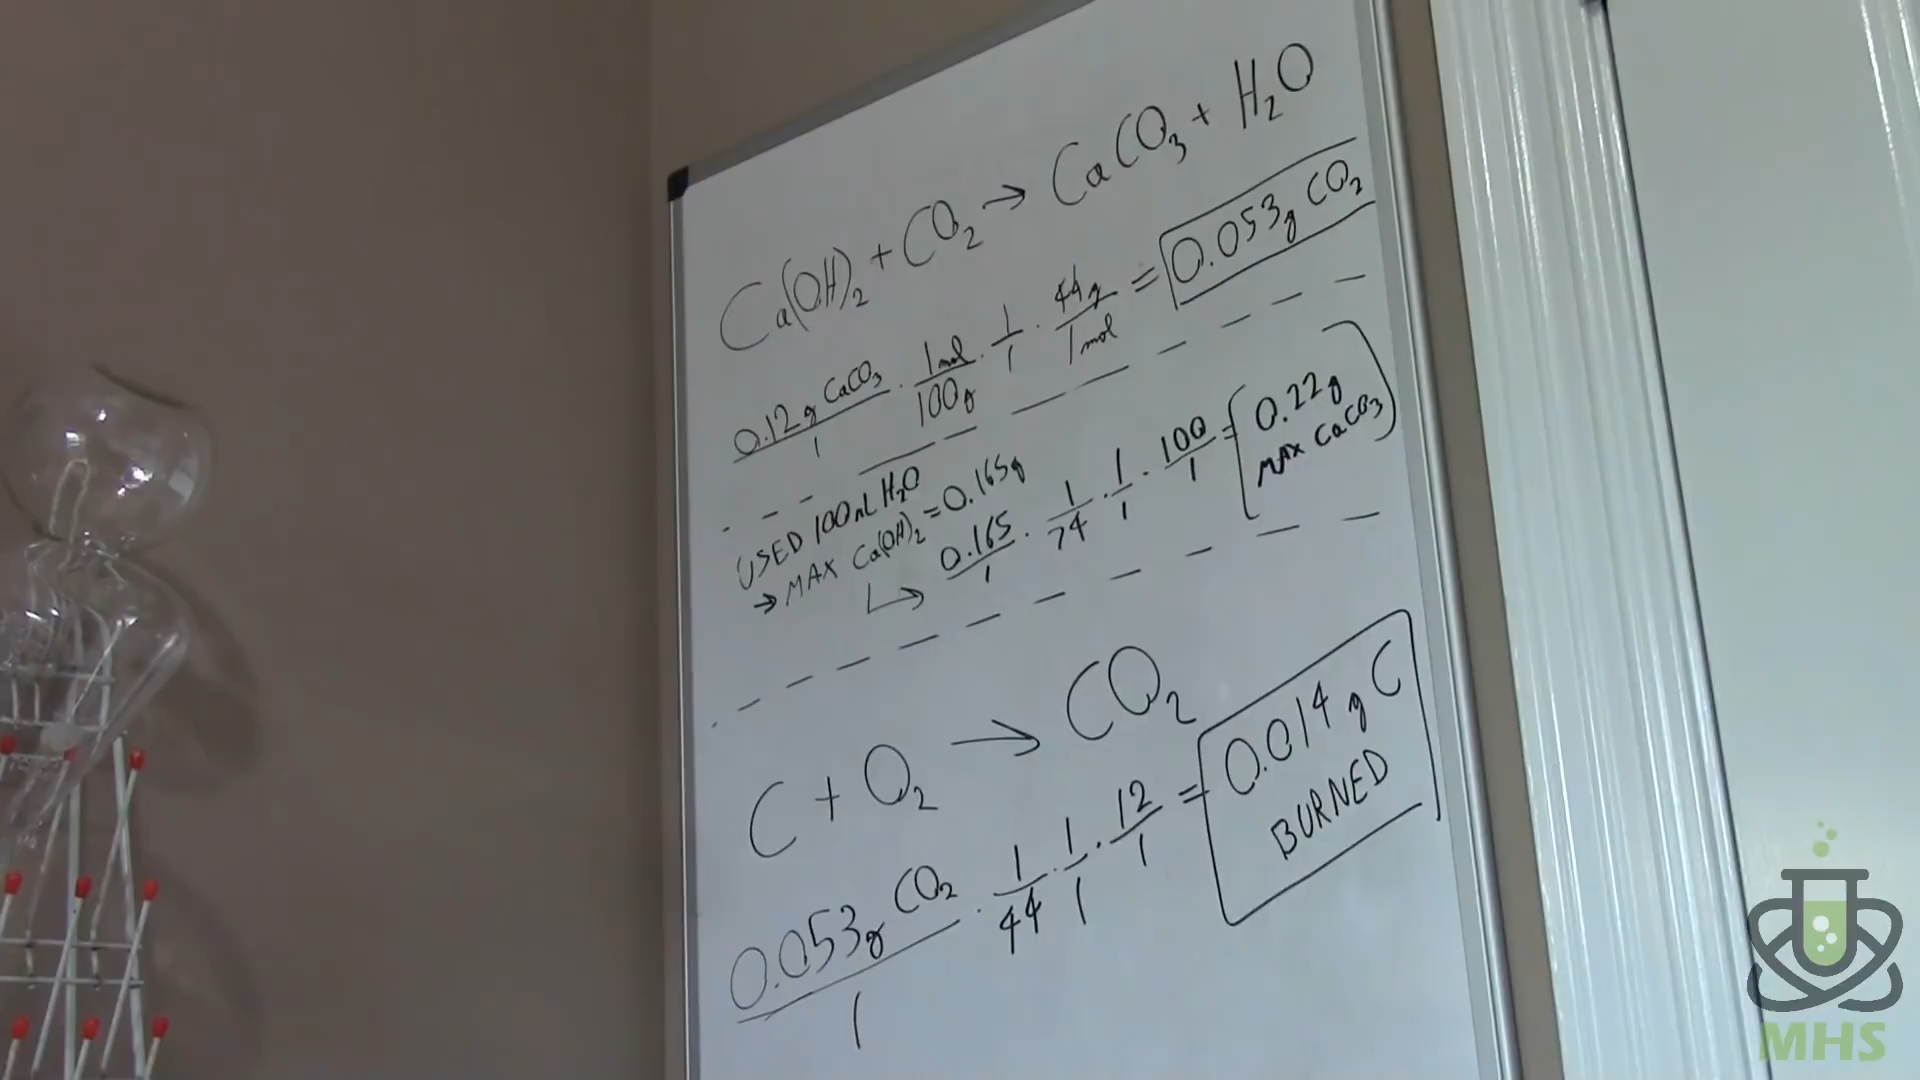 Ca(OH)₂ + CO₂ → CaCO₃ + H₂O
0.12g CaCO₃/1 · 1mol/100g · 1/1 · 44g/1mol = 0.053g CO₂
USED 100mL H₂O
→ MAX Ca(OH)₂ = 0.165g
↳ 0.165/1 · 1/74 · 1/1 · 100/1 = 0.22g
MAX CaCO₃
C + O₂ → CO₂
0.053g CO₂/1 · 1/44 · 1/1 · 12/1 = 0.014 g C
BURNED
MHS